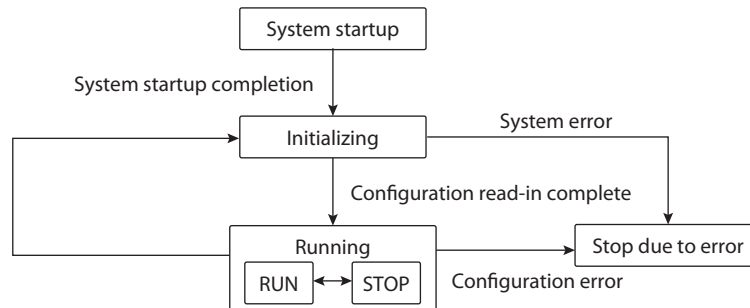 System startup
System startup completion
Initializing
System error
Configuration read-in complete
Running
RUN
STOP
Stop due to error
Configuration error